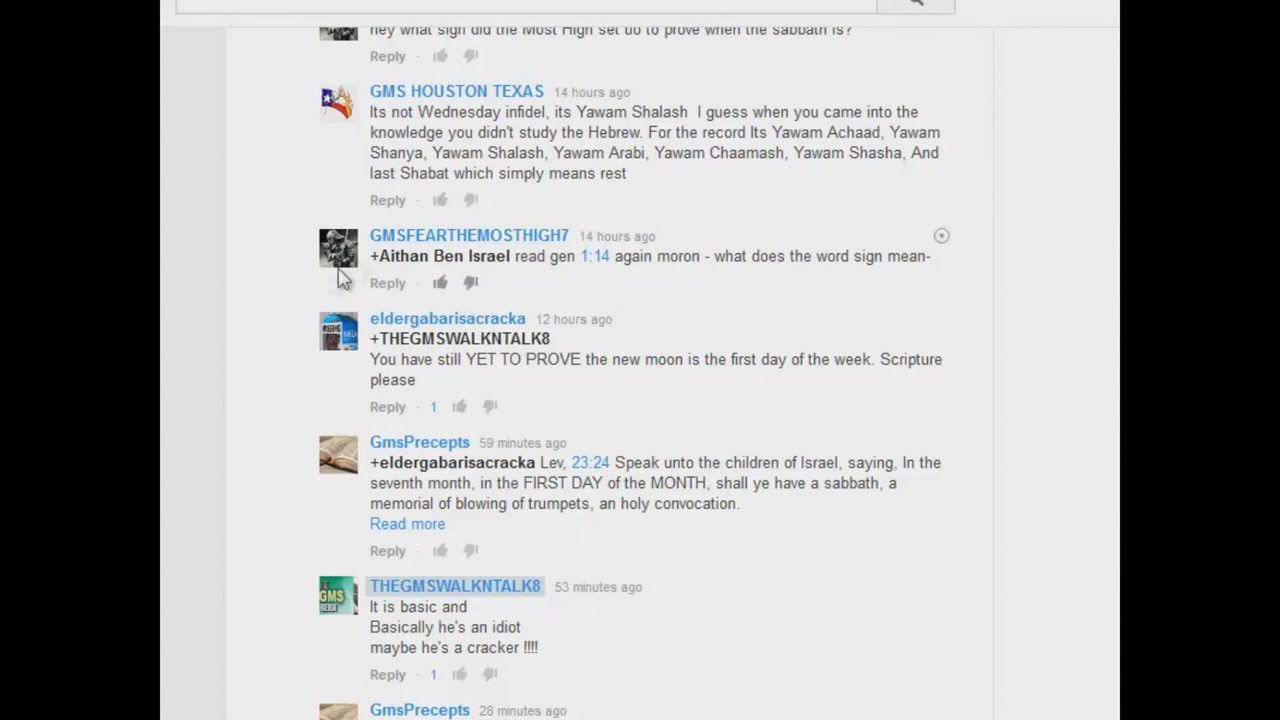 hey what sign did the Most High set uo to prove when the sabbath is?
Reply
GMS HOUSTON TEXAS 14 hours ago
Its not Wednesday infidel, its Yawam Shalash I guess when you came into the
knowledge you didn't study the Hebrew. For the record Its Yawam Achaad, Yawam
Shanya, Yawam Shalash, Yawam Arabi, Yawam Chaamash, Yawam Shasha, And
last Shabat which simply means rest
Reply
GMSFEARTHEMOSTHIGH7 14 hours ago
+Aithan Ben Israel read gen 1:14 again moron - what does the word sign mean-
Reply
eldergabarisacracka 12 hours ago
+THEGMSWALKNTALK8
You have still YET TO PROVE the new moon is the first day of the week. Scripture
please
Reply · 1
GmsPrecepts 59 minutes ago
+eldergabarisacracka Lev, 23:24 Speak unto the children of Israel, saying, In the
seventh month, in the FIRST DAY of the MONTH, shall ye have a sabbath, a
memorial of blowing of trumpets, an holy convocation.
Read more
Reply
THEGMSWALKNTALK8 53 minutes ago
It is basic and
Basically he's an idiot
maybe he's a cracker !!!!
Reply · 1
GmsPrecepts 28 minutes ago